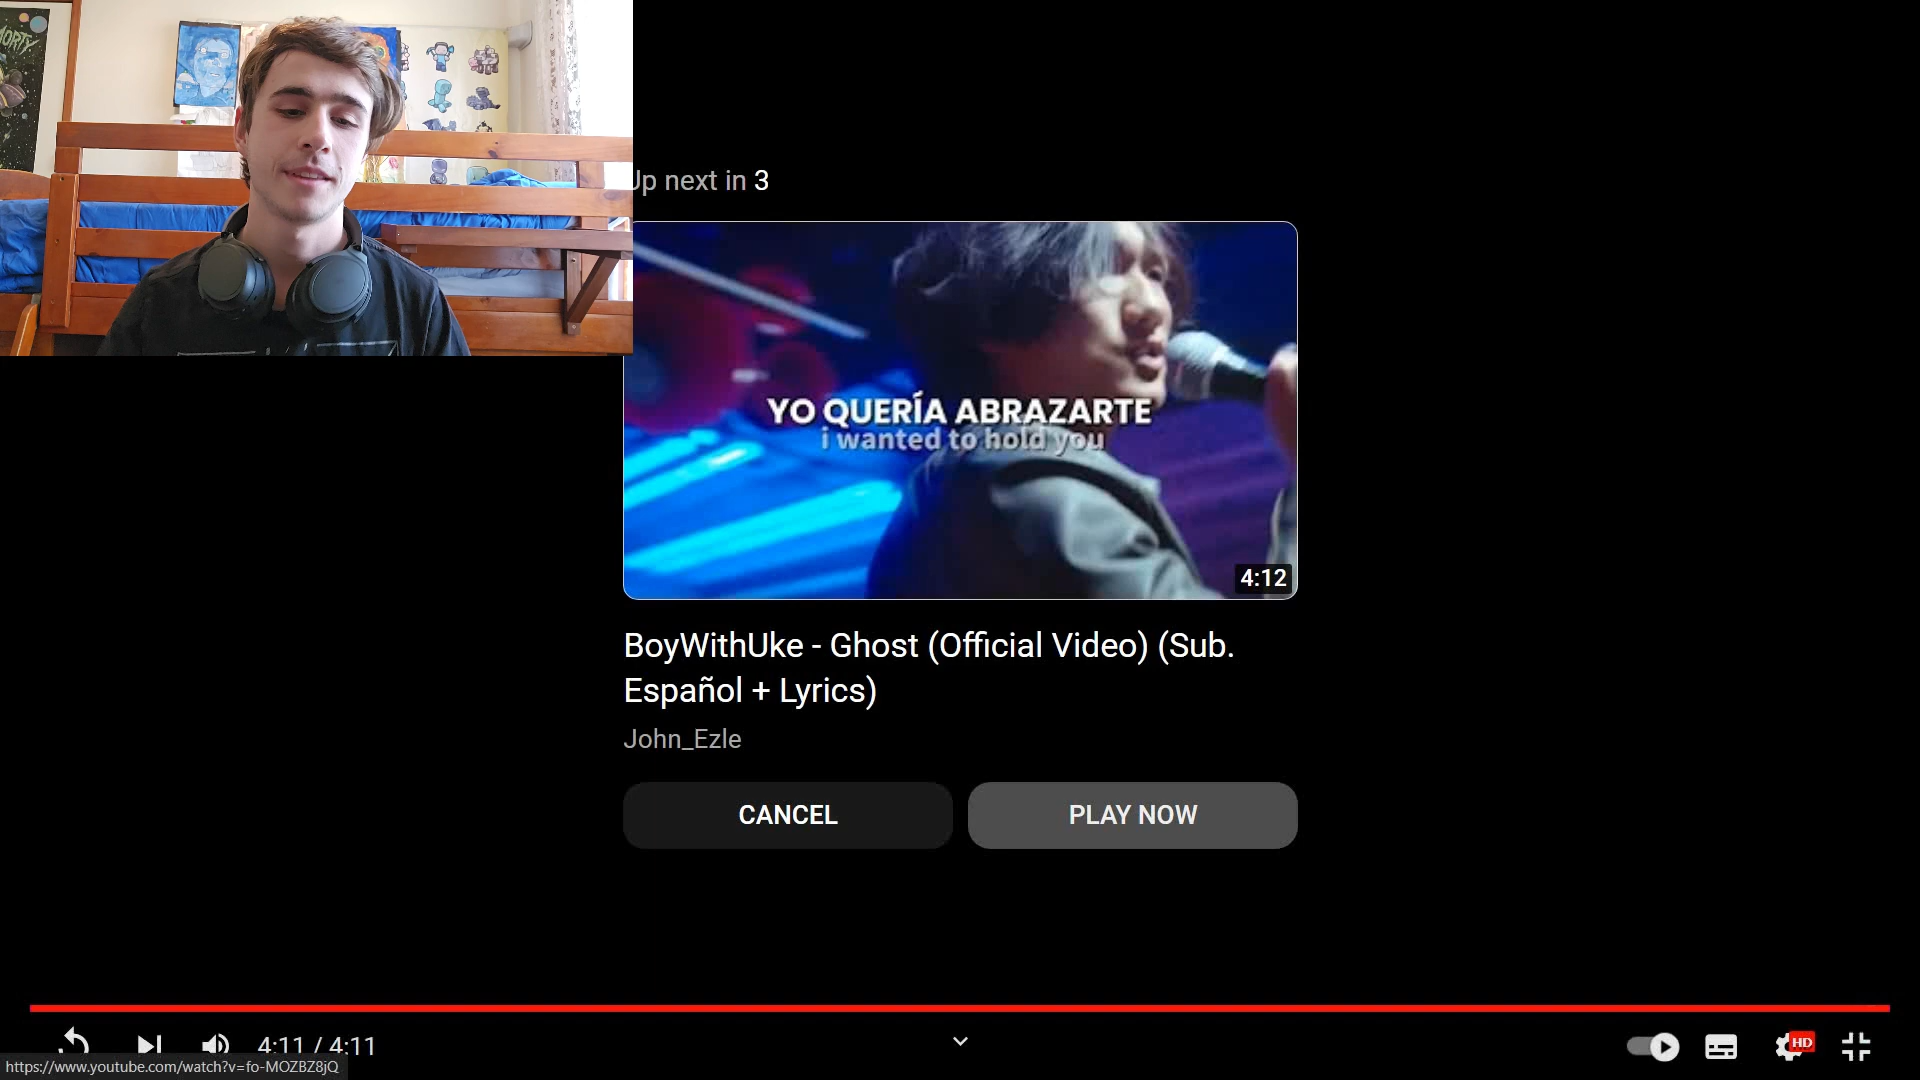 MORTY
Up next in 3
YO QUERÍA ABRAZARTE
i wanted to hold you
4:12
BoyWithUke - Ghost (Official Video) (Sub.
Español + Lyrics)
John_Ezle
CANCEL
PLAY NOW
4:11 / 4:11
HD
https://www.youtube.com/watch?v=fo-MOZBZ8jQ